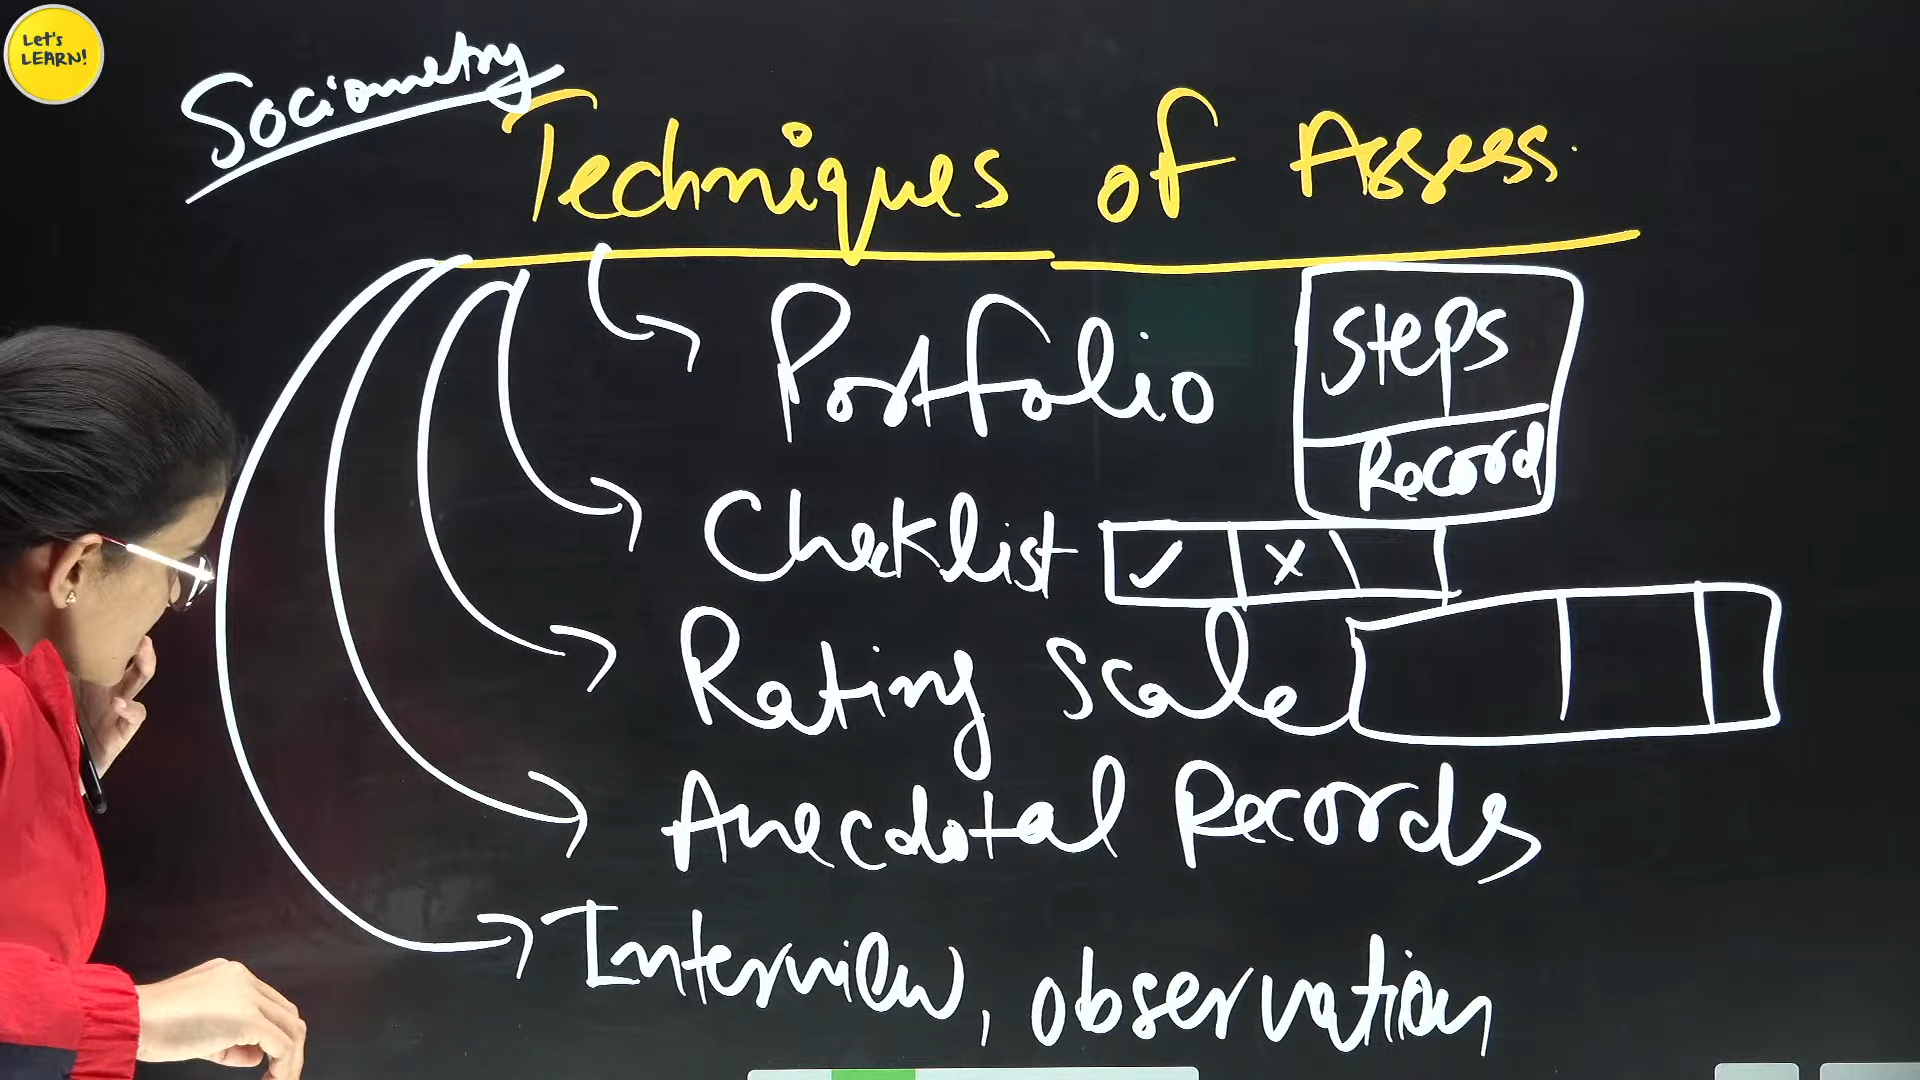 Let's
LEARN!
Sociometry
Techniques of Assess.
Portfolio
Steps
Record
Checklist ✓ x
Rating Scale
Anecdotal Records
Interview, observation